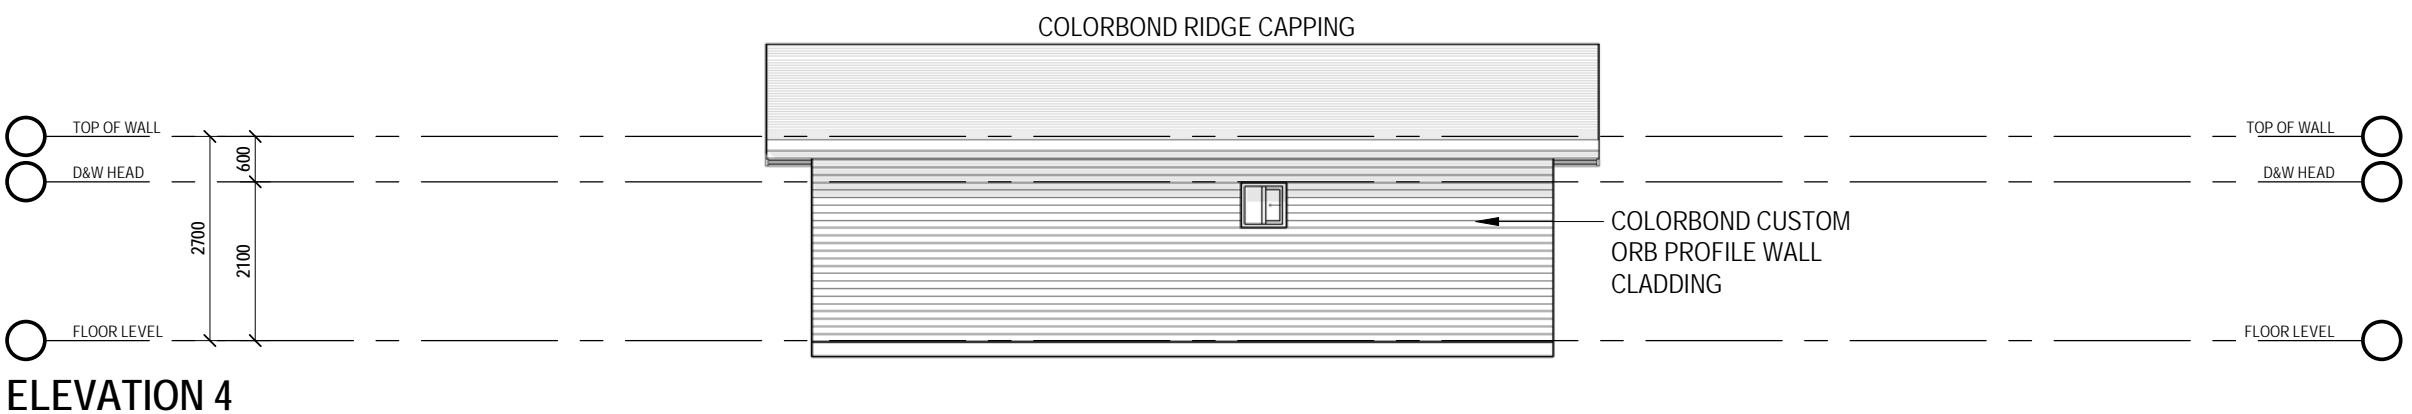 COLORBOND RIDGE CAPPING
TOP OF WALL
TOP OF WALL
600
D&W HEAD
D&W HEAD
2700
2100
COLORBOND CUSTOM
ORB PROFILE WALL
CLADDING
FLOOR LEVEL
FLOOR LEVEL
ELEVATION 4